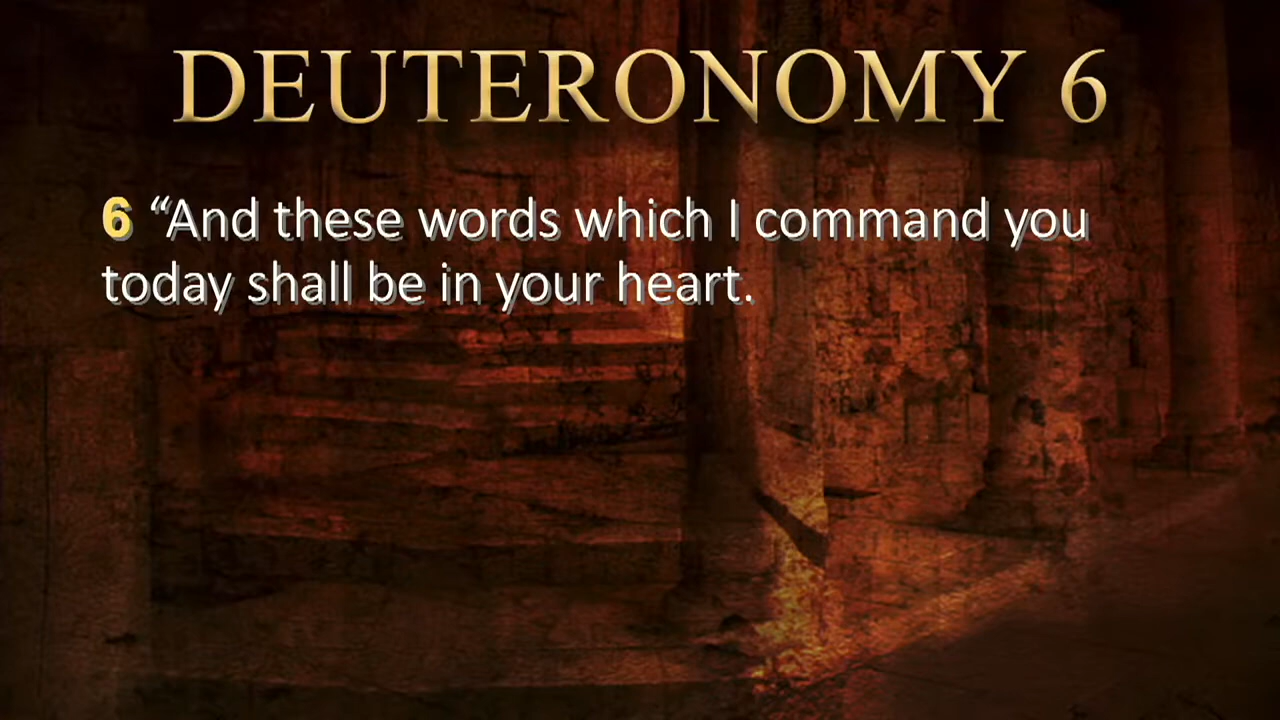 DEUTERONOMY 6
6 “And these words which I command you
today shall be in your heart.